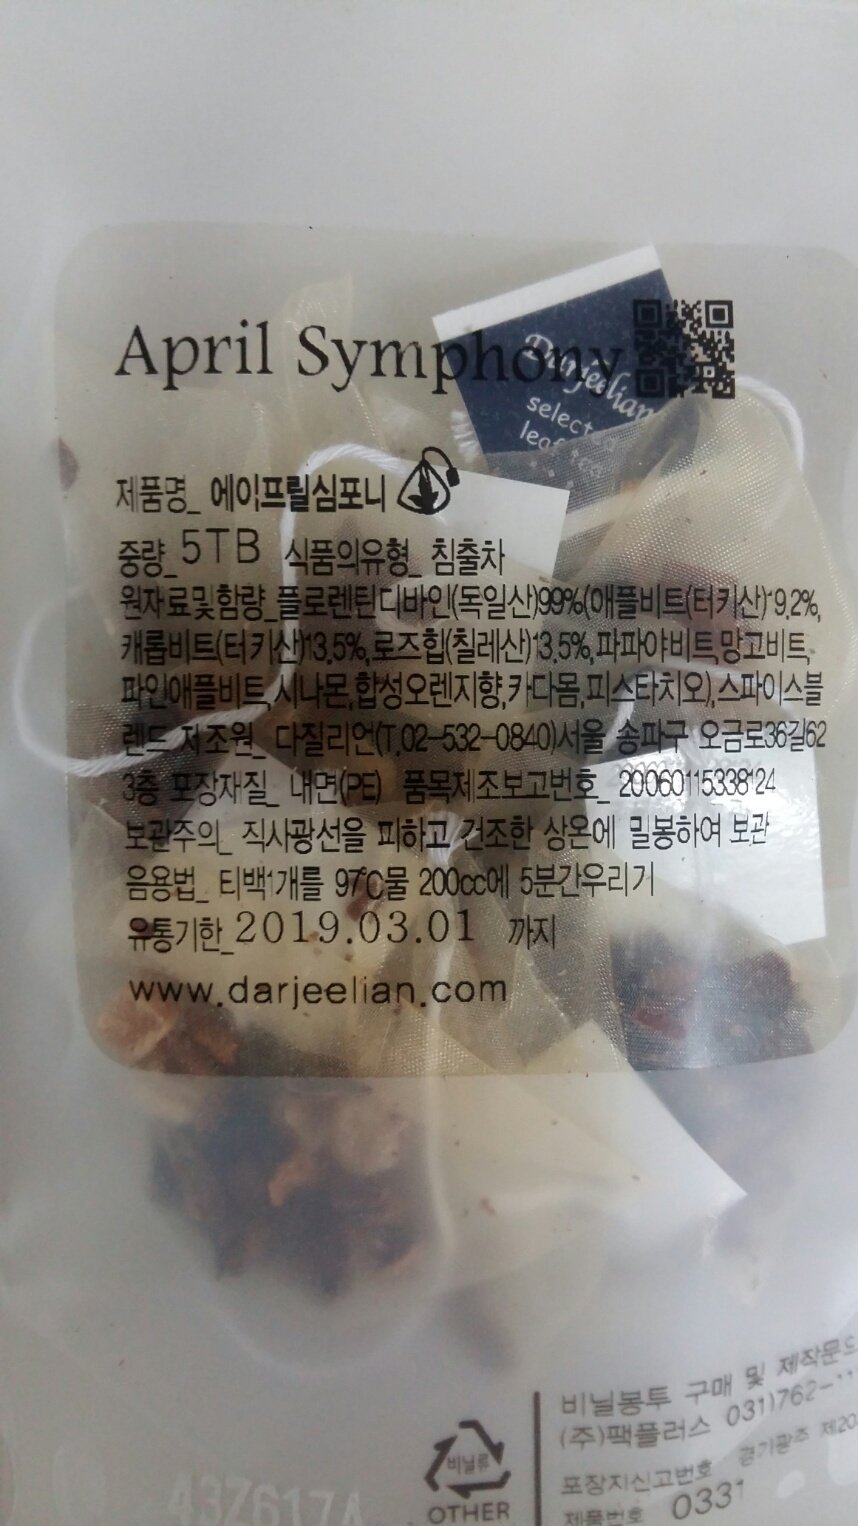 April Symphony
Darjeelian
select
leaf tea
제품명_ 에이프릴심포니
중량_5TB 식품의유형_ 침출차
원자료및함량_플로렌틴디바인(독일산)99%(애플비트(터키산)19.2%,
캐롭비트(터키산)13.5%,로즈힙(칠레산)13.5%,파파야비트,망고비트,
파인애플비트,시나몬,합성오렌지향,카다몸,피스타치오),스파이스블
렌드 제조원_ 다질리언(T.02-532-0840)서울 송파구 오금로36길62
3층 포장재질_ 내면(PE) 품목제조보고번호_ 20060115338124
보관주의_ 직사광선을 피하고 건조한 상온에 밀봉하여 보관
음용법_ 티백1개를 97℃물 200cc에 5분간우리기
유통기한_2019.03.01 까지
www.darjeelian.com
비닐봉투 구매 및 제작문
(주)팩플러스 031)762-
포장지신고번호 경기광주 제20
제품번호 0331
비닐류
OTHER
43Z617A